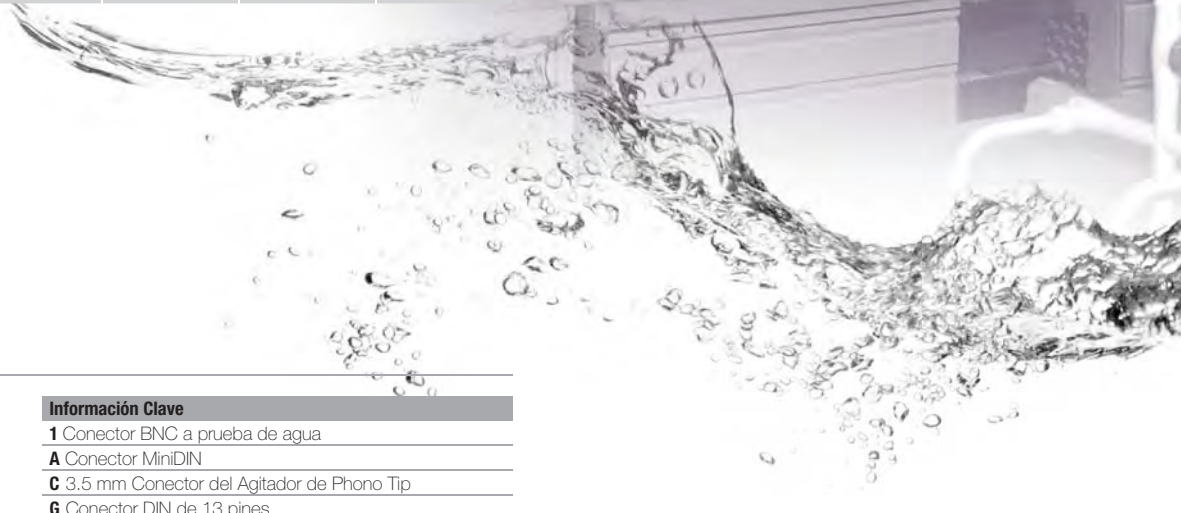 Información Clave
1 Conector BNC a prueba de agua
A Conector MiniDIN
C 3.5 mm Conector del Agitador de Phono Tip
G Conector DIN de 13 pines